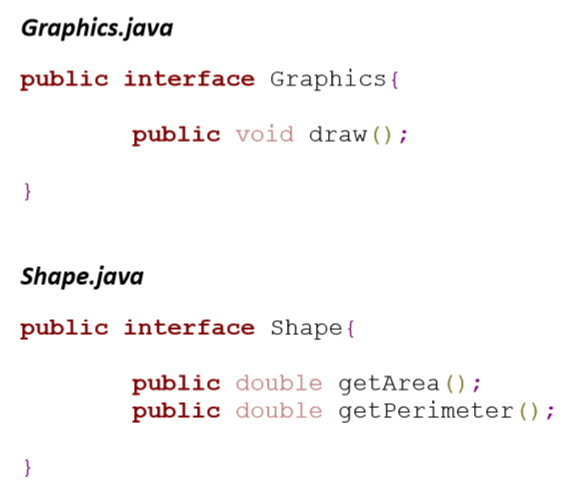 Graphics.java
public interface Graphics{
public void draw();
}
Shape.java
public interface Shape{
public double getArea();
public double getPerimeter();
}